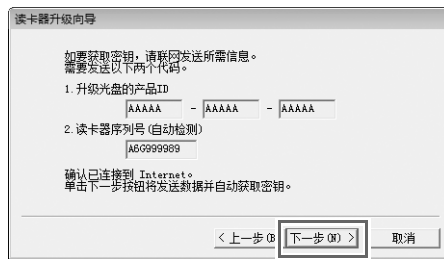 读卡器升级向导
如要获取密钥，请联网发送所需信息。
需要发送以下两个代码。
1.升级光盘的产品ID
AAAAA - AAAAA - AAAAA
2.读卡器序列号(自动检测)
A6G999989
确认已连接到 Internet。
单击下一步按钮将发送数据并自动获取密钥。
< 上一步(B 下一步(N) > 取消